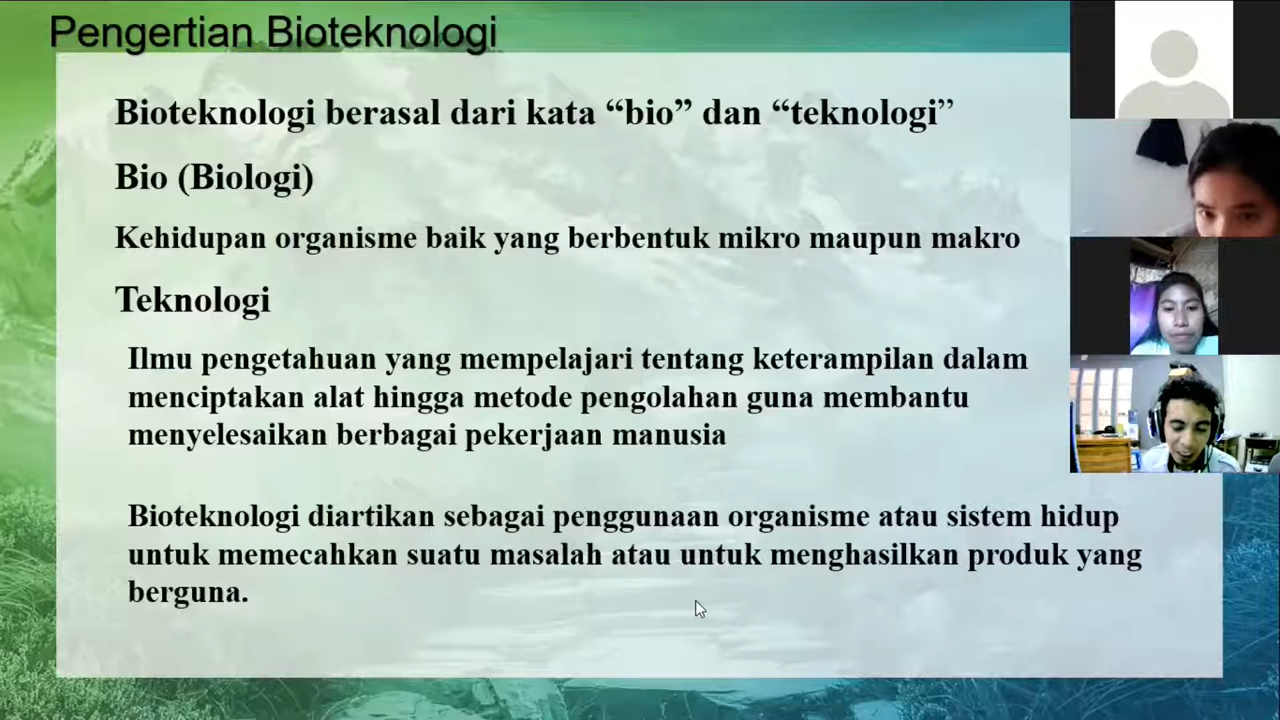 Pengertian Bioteknologi
Bioteknologi berasal dari kata “bio” dan “teknologi”
Bio (Biologi)
Kehidupan organisme baik yang berbentuk mikro maupun makro
Teknologi
Ilmu pengetahuan yang mempelajari tentang keterampilan dalam
menciptakan alat hingga metode pengolahan guna membantu
menyelesaikan berbagai pekerjaan manusia
Bioteknologi diartikan sebagai penggunaan organisme atau sistem hidup
untuk memecahkan suatu masalah atau untuk menghasilkan produk yang
berguna.